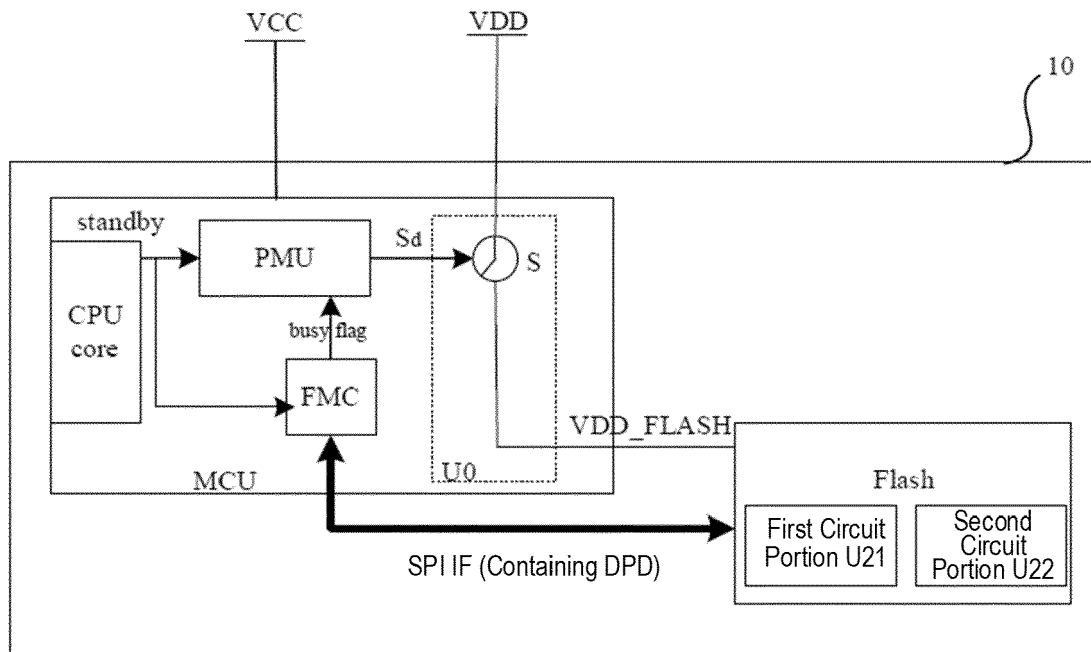 VCC
VDD
10
standby
PMU
Sd
S
CPU
core
busy flag
FMC
VDD_FLASH
U0
MCU
Flash
First Circuit
Portion U21
Second
Circuit
Portion U22
SPI IF (Containing DPD)